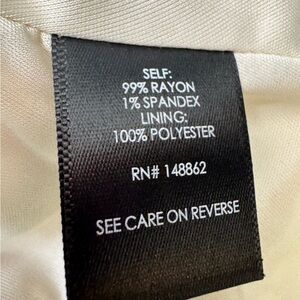 SELF:
99% RAYON
1% SPANDEX
LINING:
100% POLYESTER
RN# 148862
SEE CARE ON REVERSE